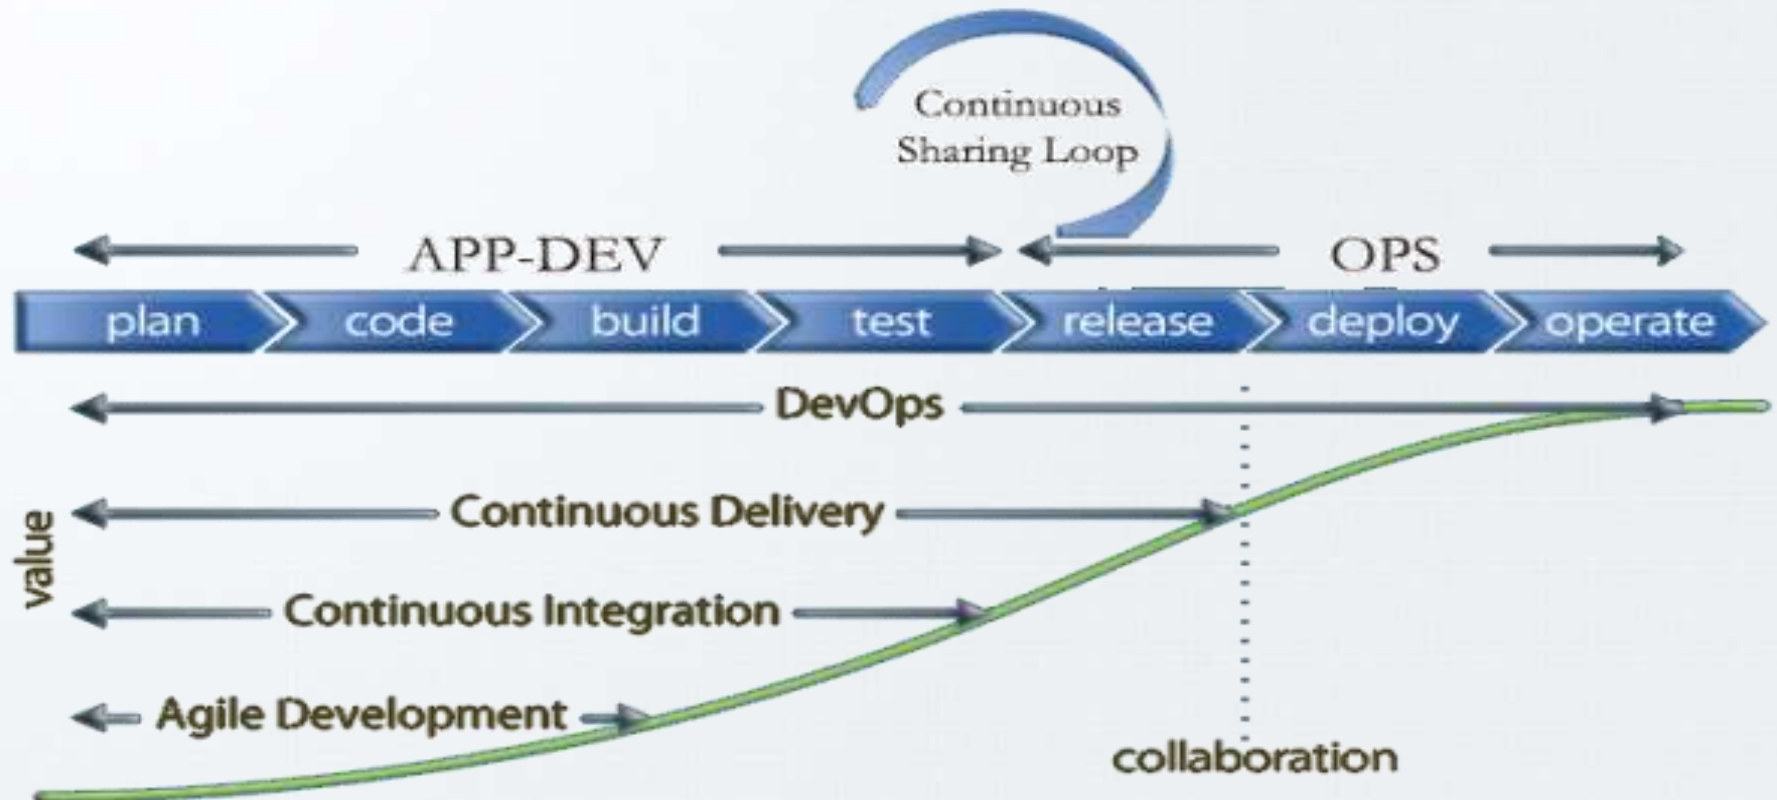 Continuous
Sharing Loop
APP-DEV
OPS
plan
code
build
test
release
deploy
operate
DevOps
Continuous Delivery
value
Continuous Integration
Agile Development
collaboration